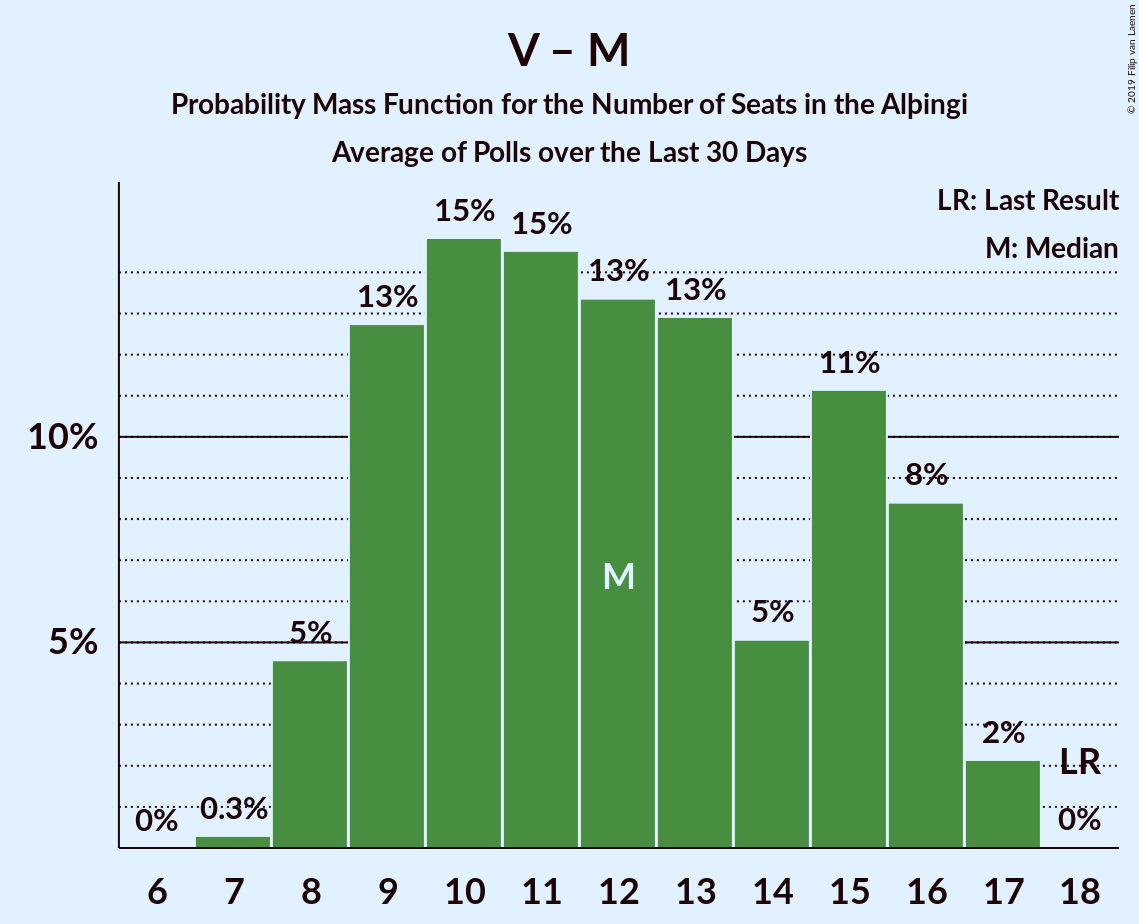 V – M
Probability Mass Function for the Number of Seats in the Alþingi
Average of Polls over the Last 30 Days
© 2019 Filip van Laenen
LR: Last Result
M: Median
15%
15%
13%
13%
13%
11%
10%
8%
M
5%
5%
5%
2%
LR
0%
0.3%
0%
6 7 8 9 10 11 12 13 14 15 16 17 18